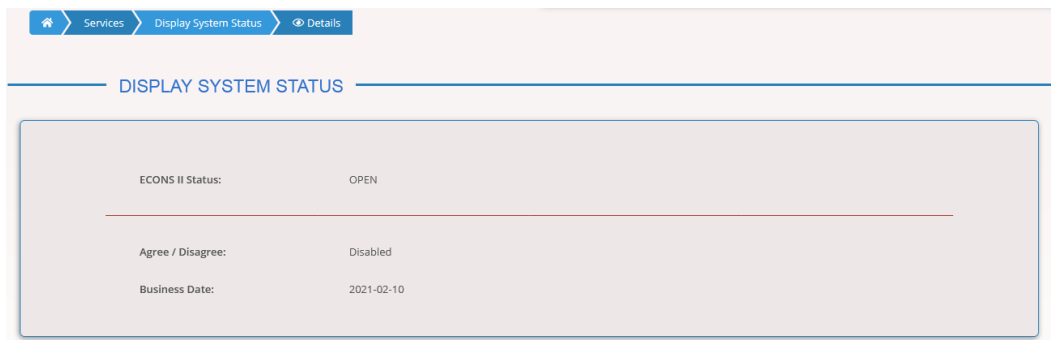 Services Display System Status Details
DISPLAY SYSTEM STATUS
ECONS II Status: OPEN
Agree / Disagree: Disabled
Business Date: 2021-02-10